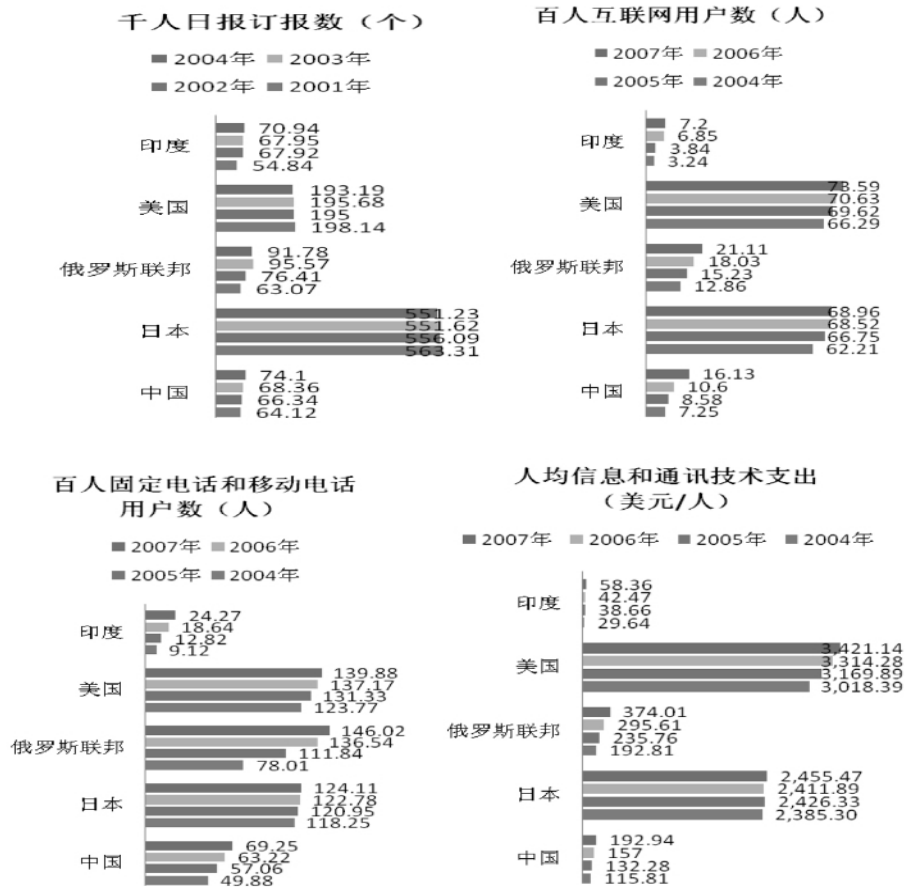 千人日报订报数（个）
■ 2004年 ■ 2003年
■ 2002年 ■ 2001年
印度
70.94
67.95
67.92
54.84
美国
193.19
195.68
195
198.14
俄罗斯联邦
91.78
95.57
76.41
63.07
日本
551.23
551.62
556.09
563.31
中国
74.1
68.36
66.34
64.12
百人互联网用户数（人）
■ 2007年 ■ 2006年
■ 2005年 ■ 2004年
印度
7.2
6.85
3.84
3.24
美国
73.59
70.63
69.62
66.29
俄罗斯联邦
21.11
18.03
15.23
12.86
日本
68.96
68.52
66.75
62.21
中国
16.13
10.6
8.58
7.25
百人固定电话和移动电话
用户数（人）
■ 2007年 ■ 2006年
■ 2005年 ■ 2004年
印度
24.27
18.64
12.82
9.12
美国
139.88
137.17
131.33
123.77
俄罗斯联邦
146.02
136.54
111.84
78.01
日本
124.11
122.78
120.95
118.25
中国
69.25
63.22
57.06
49.88
人均信息和通讯技术支出
（美元/人）
■ 2007年 ■ 2006年 ■ 2005年 ■ 2004年
印度
58.36
42.47
38.66
29.64
美国
3,421.14
3,314.28
3,169.89
3,018.39
俄罗斯联邦
374.01
295.61
235.76
192.81
日本
2,455.47
2,411.89
2,426.33
2,385.30
中国
192.94
157
132.28
115.81